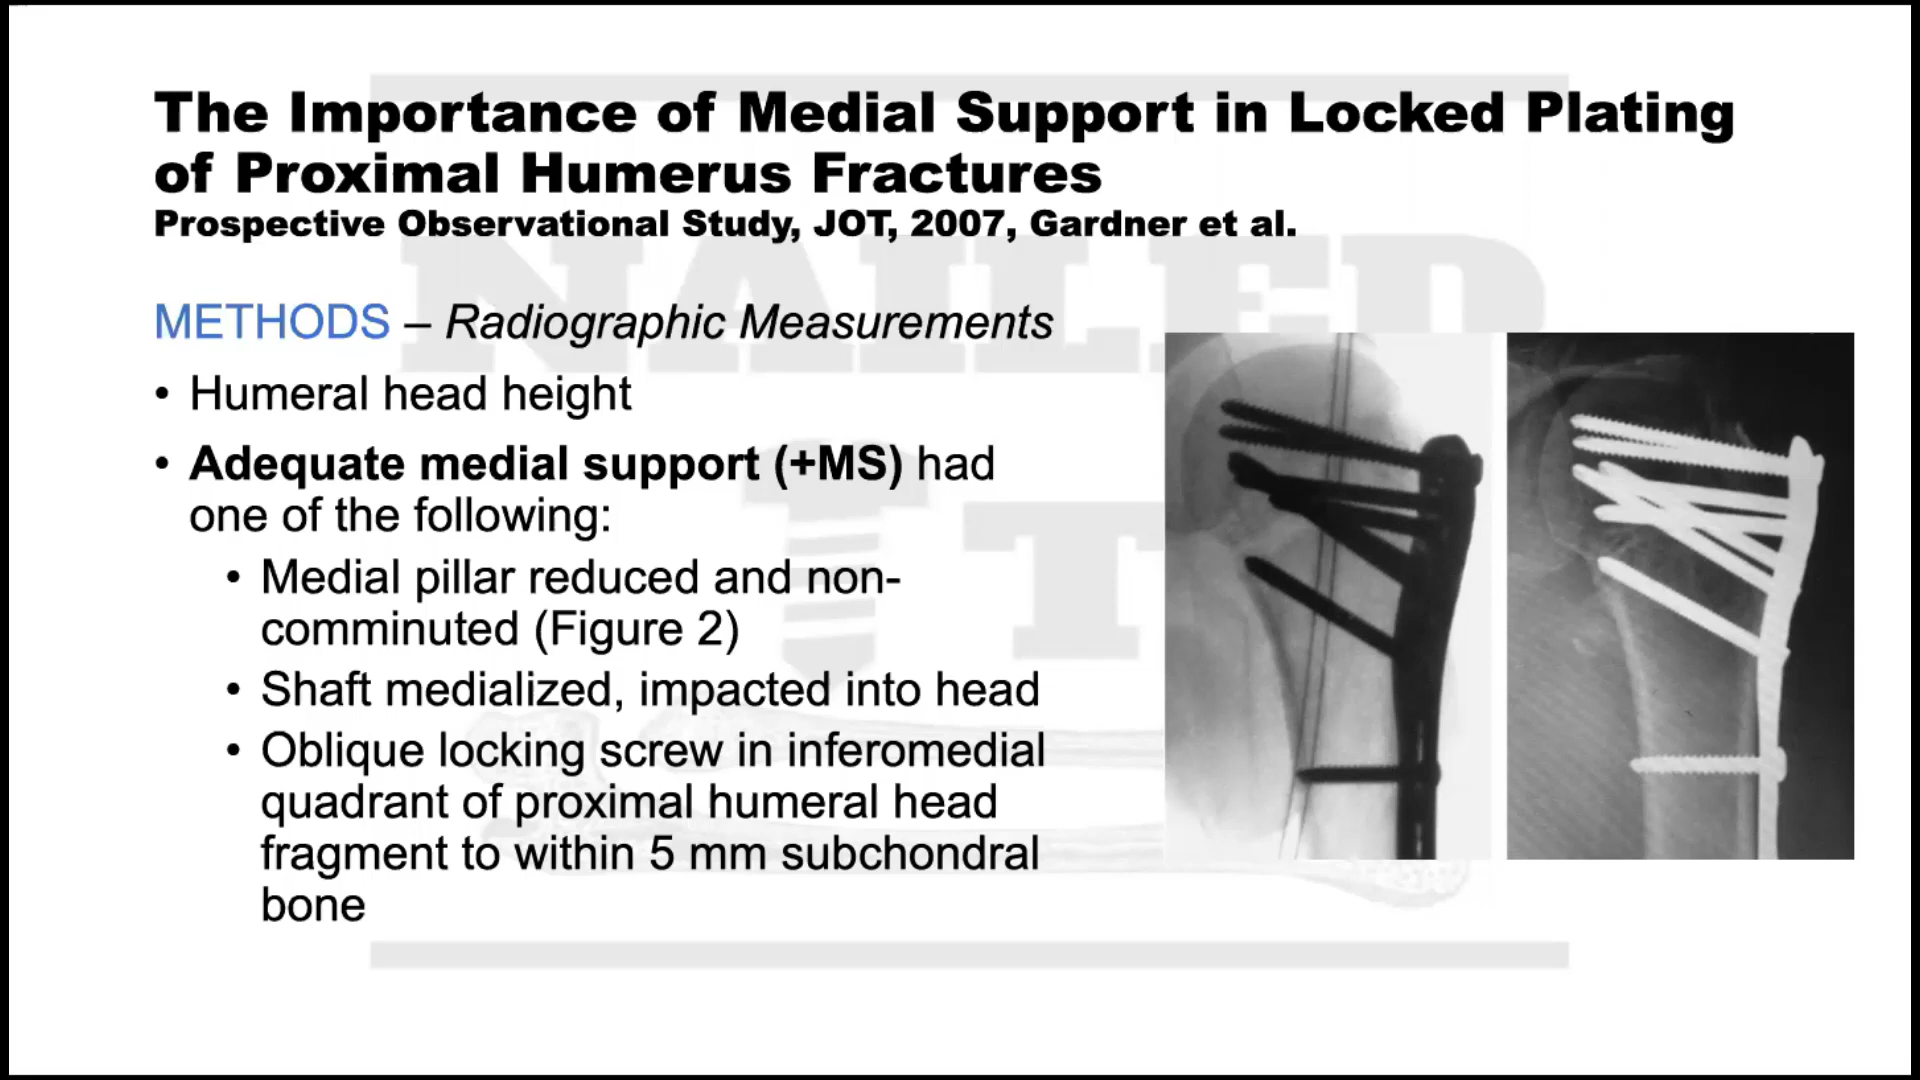 The Importance of Medial Support in Locked Plating
of Proximal Humerus Fractures
Prospective Observational Study, JOT, 2007, Gardner et al.
METHODS – Radiographic Measurements
• Humeral head height
• Adequate medial support (+MS) had
one of the following:
• Medial pillar reduced and non-
comminuted (Figure 2)
• Shaft medialized, impacted into head
• Oblique locking screw in inferomedial
quadrant of proximal humeral head
fragment to within 5 mm subchondral
bone
NAILED
IT